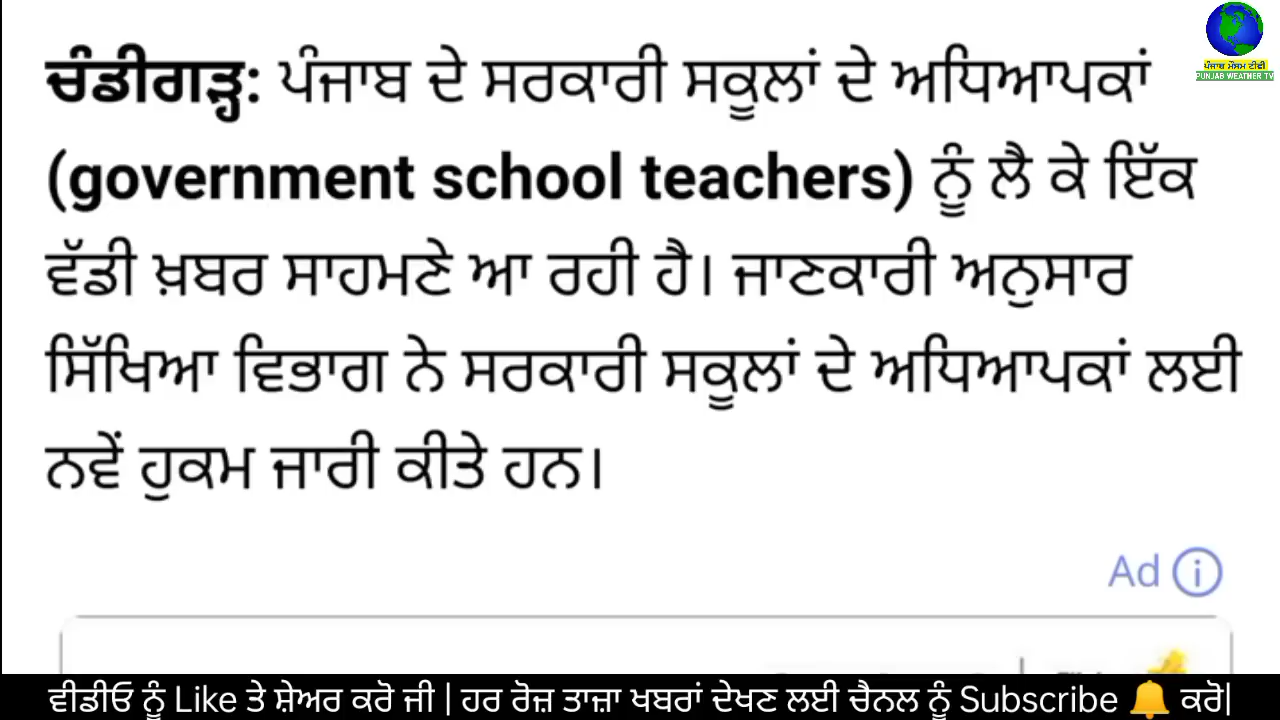 ਪੰਜਾਬ ਮੌਸਮ ਟੀਵੀ
PUNJAB WEATHER TV
ਚੰਡੀਗੜ੍ਹ: ਪੰਜਾਬ ਦੇ ਸਰਕਾਰੀ ਸਕੂਲਾਂ ਦੇ ਅਧਿਆਪਕਾਂ
(government school teachers) ਨੂੰ ਲੈ ਕੇ ਇੱਕ
ਵੱਡੀ ਖ਼ਬਰ ਸਾਹਮਣੇ ਆ ਰਹੀ ਹੈ। ਜਾਣਕਾਰੀ ਅਨੁਸਾਰ
ਸਿੱਖਿਆ ਵਿਭਾਗ ਨੇ ਸਰਕਾਰੀ ਸਕੂਲਾਂ ਦੇ ਅਧਿਆਪਕਾਂ ਲਈ
ਨਵੇਂ ਹੁਕਮ ਜਾਰੀ ਕੀਤੇ ਹਨ।
Ad
ਵੀਡੀਓ ਨੂੰ Like ਤੇ ਸ਼ੇਅਰ ਕਰੋ ਜੀ | ਹਰ ਰੋਜ਼ ਤਾਜ਼ਾ ਖਬਰਾਂ ਦੇਖਣ ਲਈ ਚੈਨਲ ਨੂੰ Subscribe 🔔 ਕਰੋ|